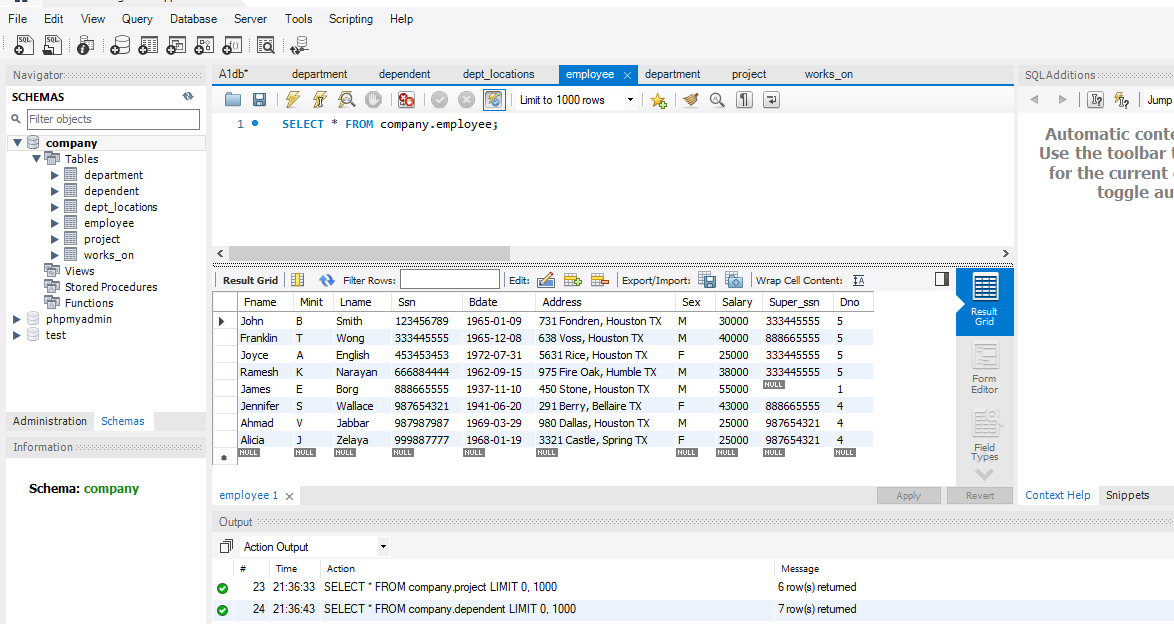 File Edit View Query Database Server Tools Scripting Help
Navigator
SCHEMAS
Filter objects
company
Tables
department
dependent
dept_locations
employee
project
works_on
Views
Stored Procedures
Functions
phpmyadmin
test
Administration Schemas
Information
Schema: company
A1db* department dependent dept_locations employee department project works_on
Limit to 1000 rows
1 SELECT * FROM company.employee;
Result Grid Filter Rows: Edit: Export/Import: Wrap Cell Content:
Fname Minit Lname Ssn Bdate Address Sex Salary Super_ssn Dno
John B Smith 123456789 1965-01-09 731 Fondren, Houston TX M 30000 333445555 5
Franklin T Wong 333445555 1965-12-08 638 Voss, Houston TX M 40000 888665555 5
Joyce A English 453453453 1972-07-31 5631 Rice, Houston TX F 25000 333445555 5
Ramesh K Narayan 666884444 1962-09-15 975 Fire Oak, Humble TX M 38000 333445555 5
James E Borg 888665555 1937-11-10 450 Stone, Houston TX M 55000 NULL 1
Jennifer S Wallace 987654321 1941-06-20 291 Berry, Bellaire TX F 43000 888665555 4
Ahmad V Jabbar 987987987 1969-03-29 980 Dallas, Houston TX M 25000 987654321 4
Alicia J Zelaya 999887777 1968-01-19 3321 Castle, Spring TX F 25000 987654321 4
NULL NULL NULL NULL NULL NULL NULL NULL NULL NULL
Result
Grid
Form
Editor
Field
Types
employee 1 Apply Revert
SQLAdditions
Jump
Automatic conte
Use the toolbar t
for the current
toggle au
Context Help Snippets
Output
Action Output
# Time Action Message
23 21:36:33 SELECT * FROM company.project LIMIT 0, 1000 6 row(s) returned
24 21:36:43 SELECT * FROM company.dependent LIMIT 0, 1000 7 row(s) returned